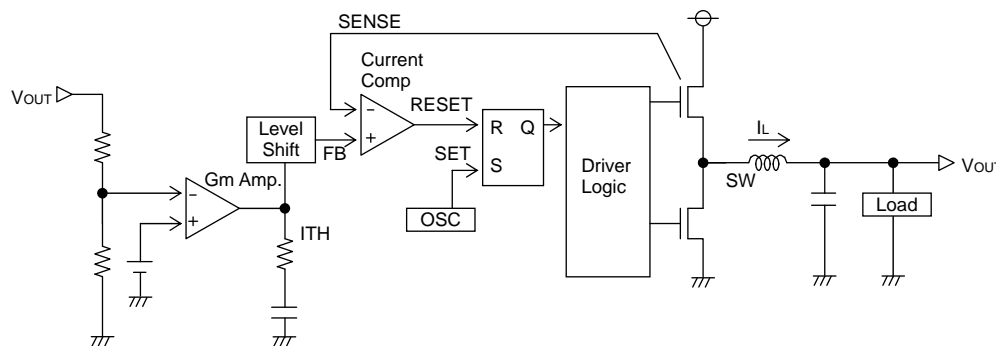 SENSE
Current
Comp
VOUT
RESET
Level
Shift
FB
R Q
S
SET
IL
Driver
Logic
SW
VOUT
Gm Amp.
OSC
Load
ITH